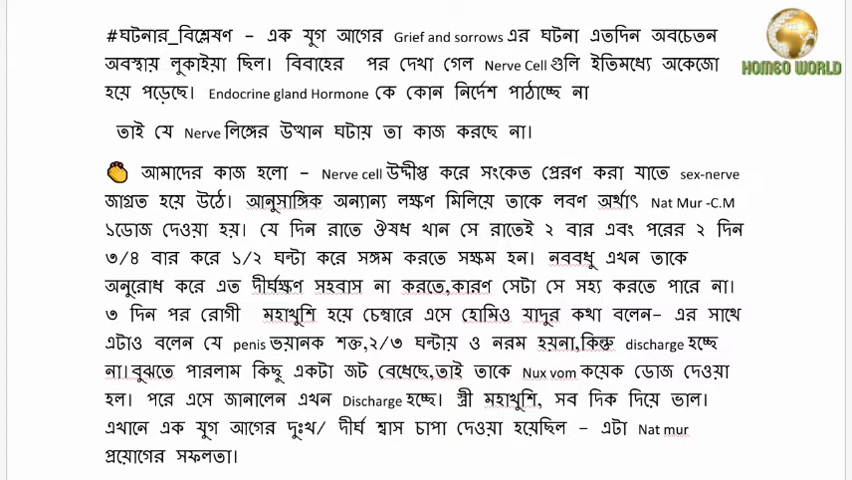 #ঘটনার_বিশ্লেষণ – এক যুগ আগের Grief and sorrows এর ঘটনা এতদিন অবচেতন
অবস্থায় লুকাইয়া ছিল। বিবাহের পর দেখা গেল Nerve Cell গুলি ইতিমধ্যে অকেজো
হয়ে পড়েছে। Endocrine gland Hormone কে কোন নির্দেশ পাঠাচ্ছে না
তাই যে Nerve লিঙ্গের উত্থান ঘটায় তা কাজ করছে না।
আমাদের কাজ হলো – Nerve cell উদ্দীপ্ত করে সংকেত প্রেরণ করা যাতে sex-nerve
জাগ্রত হয়ে উঠে। আনুসাঙ্গিক অন্যান্য লক্ষণ মিলিয়ে তাকে লবণ অর্থাৎ Nat Mur -C.M
১ডোজ দেওয়া হয়। যে দিন রাতে ঔষধ খান সে রাতেই ২ বার এবং পরের ২ দিন
৩/৪ বার করে ১/২ ঘন্টা করে সঙ্গম করতে সক্ষম হন। নববধু এখন তাকে
অনুরোধ করে এত দীর্ঘক্ষণ সহবাস না করতে,কারণ সেটা সে সহ্য করতে পারে না।
৩ দিন পর রোগী মহাখুশি হয়ে চেম্বারে এসে হোমিও যাদুর কথা বলেন– এর সাথে
এটাও বলেন যে penis ভয়ানক শক্ত,২/৩ ঘন্টায় ও নরম হয়না,কিন্তু discharge হচ্ছে
না।বুঝতে পারলাম কিছু একটা জট বেধেছে,তাই তাকে Nux vom কয়েক ডোজ দেওয়া
হল। পরে এসে জানালেন এখন Discharge হচ্ছে। স্ত্রী মহাখুশি, সব দিক দিয়ে ভাল।
এখানে এক যুগ আগের দুঃখ/ দীর্ঘ শ্বাস চাপা দেওয়া হয়েছিল – এটা Nat mur
প্রয়োগের সফলতা।
HOMEO WORLD